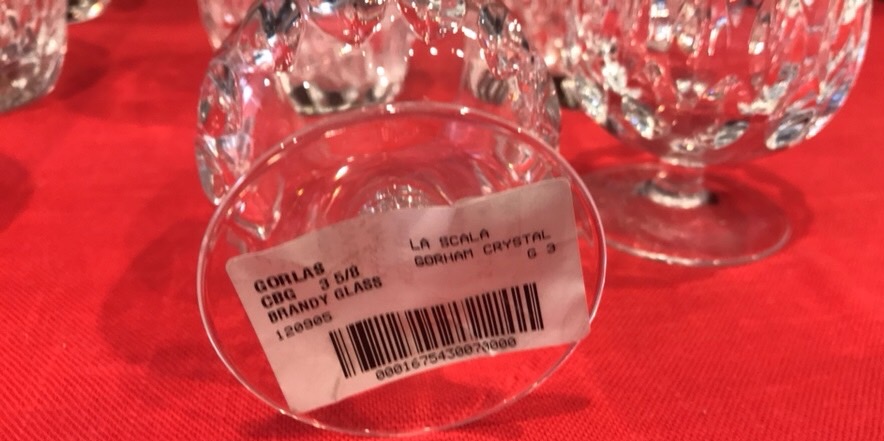 GORLAS
CBG 3 5/8
BRANDY GLASS
120905
LA SCALA
GORHAM CRYSTAL
G 3
0001675430070000